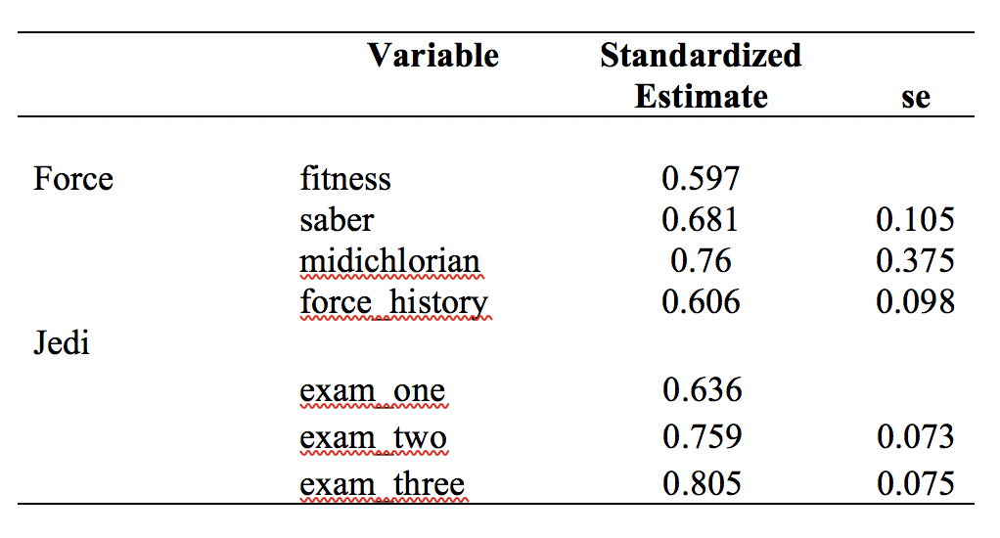 Variable Standardized Estimate se
Force fitness 0.597
saber 0.681 0.105
midichlorian 0.76 0.375
force_history 0.606 0.098
Jedi
exam_one 0.636
exam_two 0.759 0.073
exam_three 0.805 0.075